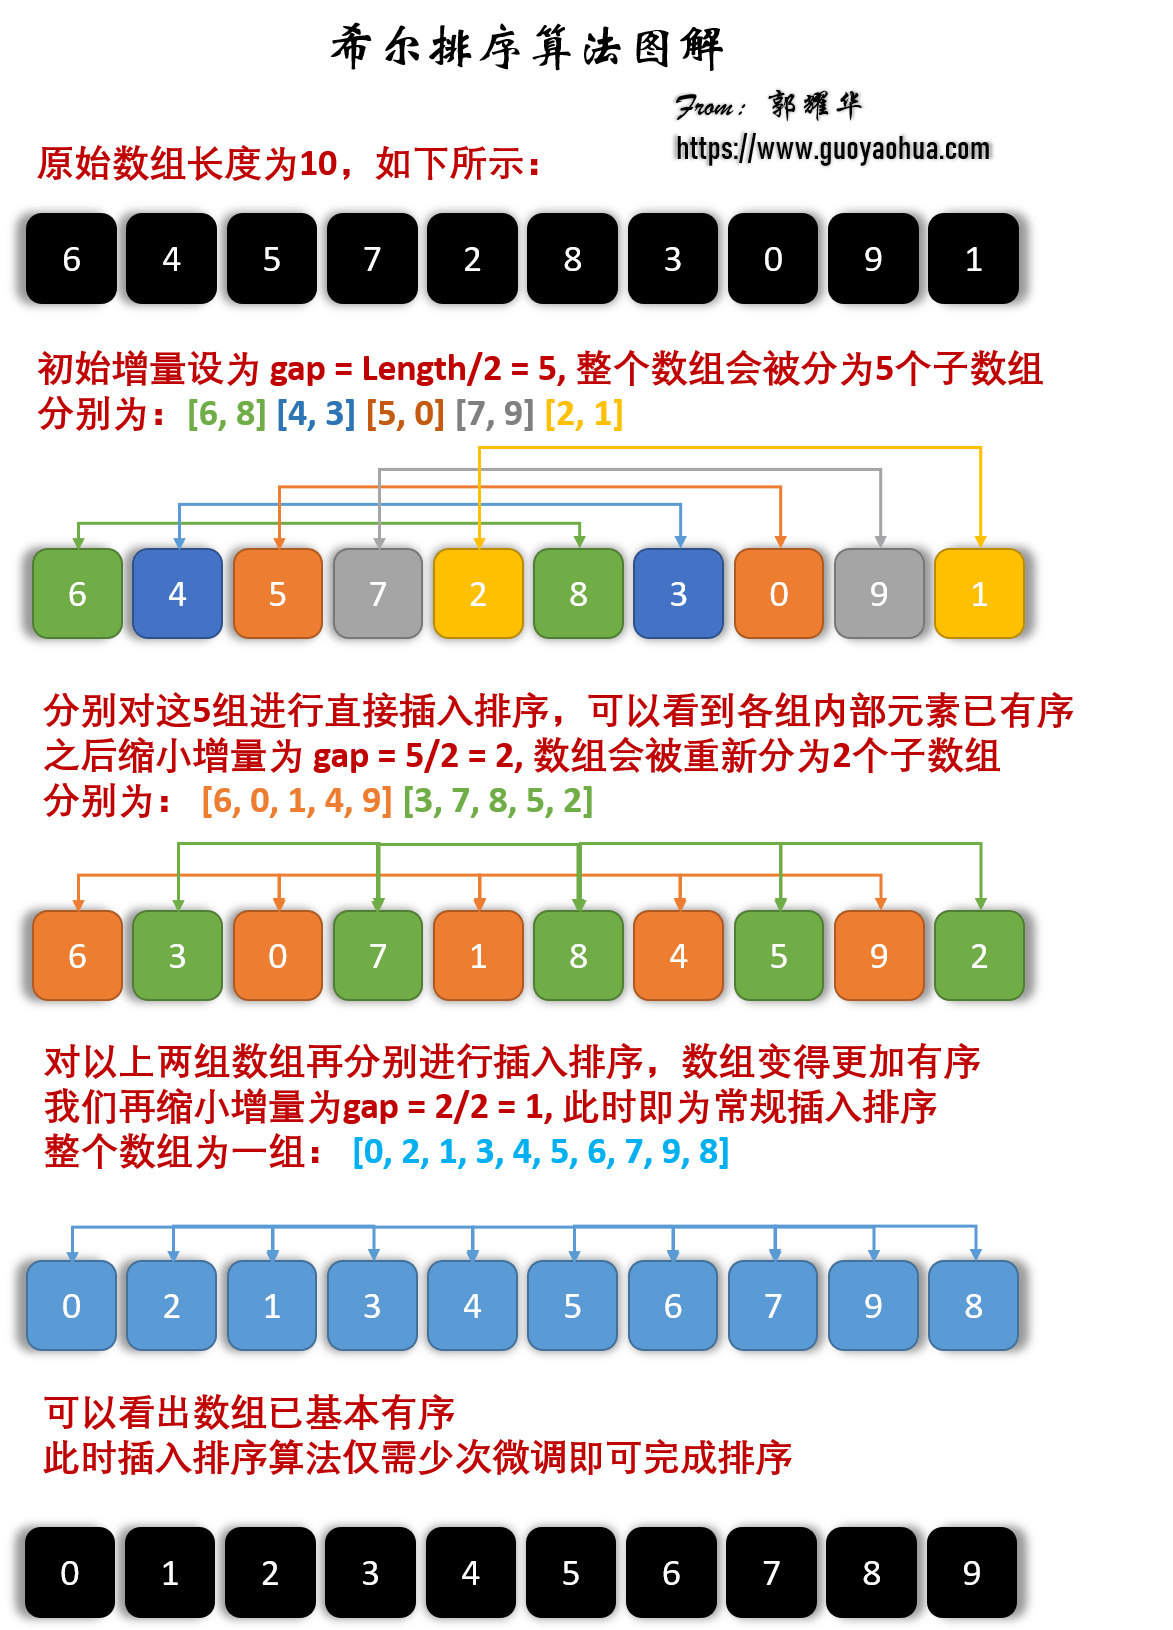 希尔排序算法图解
From：郭耀华
https://www.guoyaohua.com
原始数组长度为10，如下所示：
6 4 5 7 2 8 3 0 9 1
初始增量设为 gap = Length/2 = 5, 整个数组会被分为5个子数组
分别为：[6, 8] [4, 3] [5, 0] [7, 9] [2, 1]
6 4 5 7 2 8 3 0 9 1
分别对这5组进行直接插入排序，可以看到各组内部元素已有序
之后缩小增量为 gap = 5/2 = 2, 数组会被重新分为2个子数组
分别为： [6, 0, 1, 4, 9] [3, 7, 8, 5, 2]
6 3 0 7 1 8 4 5 9 2
对以上两组数组再分别进行插入排序，数组变得更加有序
我们再缩小增量为gap = 2/2 = 1, 此时即为常规插入排序
整个数组为一组： [0, 2, 1, 3, 4, 5, 6, 7, 9, 8]
0 2 1 3 4 5 6 7 9 8
可以看出数组已基本有序
此时插入排序算法仅需少次微调即可完成排序
0 1 2 3 4 5 6 7 8 9